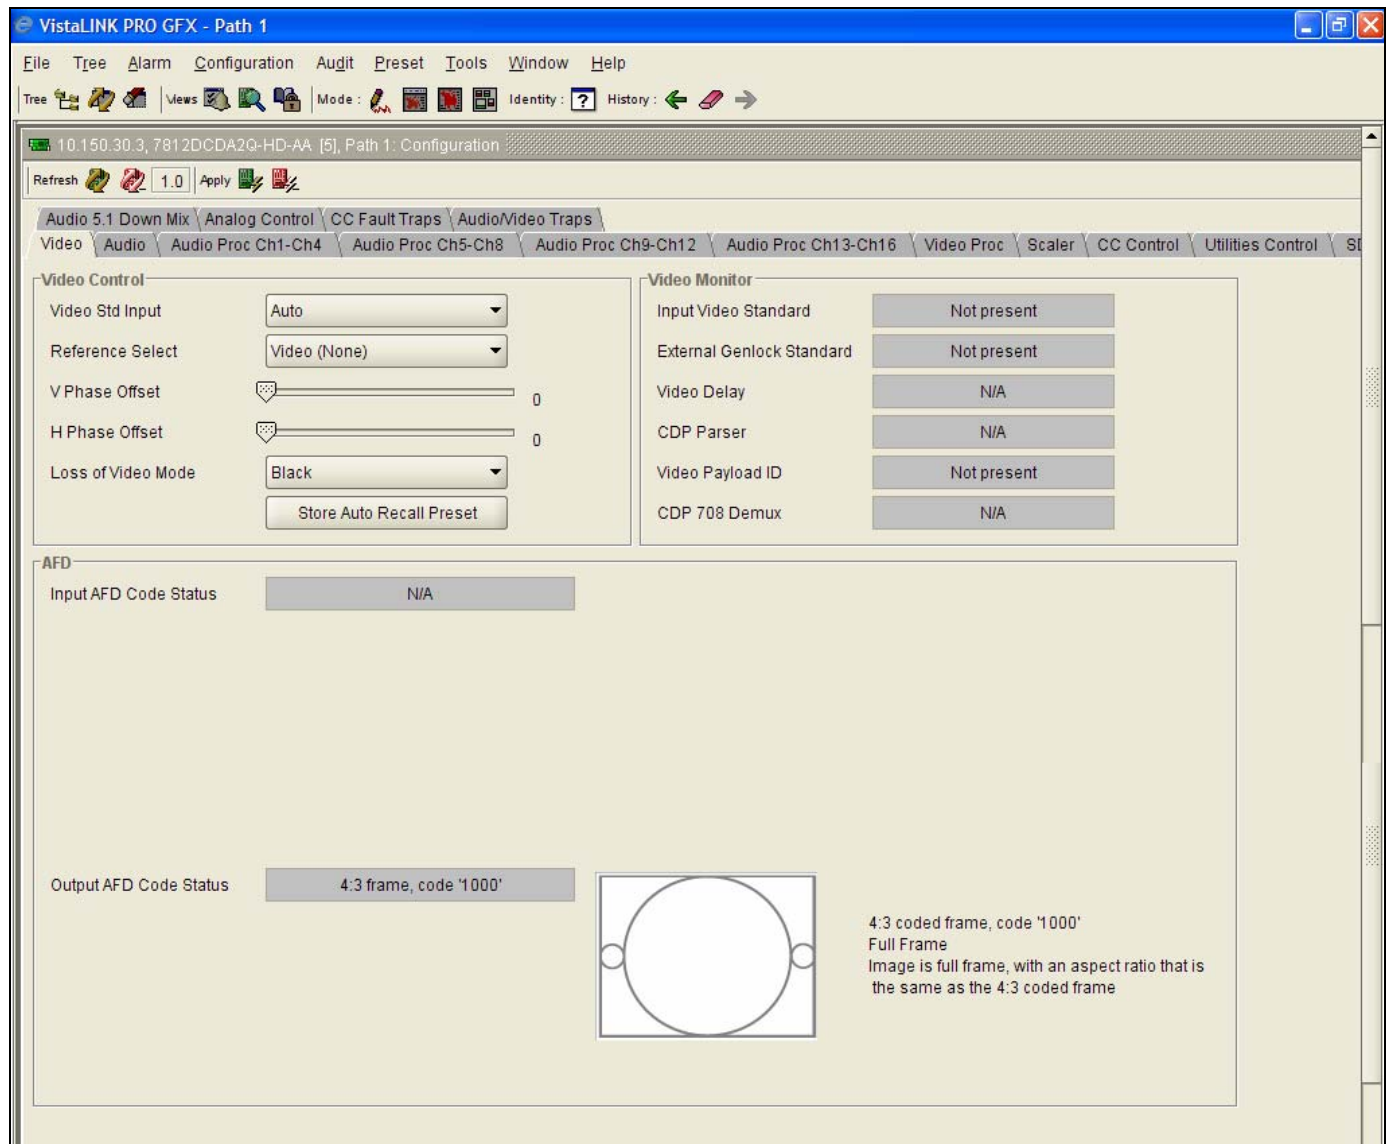 VistaLINK PRO GFX - Path 1
File Tree Alarm Configuration Audit Preset Tools Window Help
Tree Views Mode : Identity : ? History :
10.150.30.3, 7812DCDA2Q-HD-AA [5], Path 1: Configuration
Refresh 1.0 Apply
Audio 5.1 Down Mix Analog Control CC Fault Traps Audio/Video Traps
Video Audio Audio Proc Ch1-Ch4 Audio Proc Ch5-Ch8 Audio Proc Ch9-Ch12 Audio Proc Ch13-Ch16 Video Proc Scaler CC Control Utilities Control
Video Control
Video Std Input Auto
Reference Select Video (None)
V Phase Offset 0
H Phase Offset 0
Loss of Video Mode Black
Store Auto Recall Preset
Video Monitor
Input Video Standard Not present
External Genlock Standard Not present
Video Delay N/A
CDP Parser N/A
Video Payload ID Not present
CDP 708 Demux N/A
AFD
Input AFD Code Status N/A
Output AFD Code Status 4:3 frame, code '1000'
4:3 coded frame, code '1000'
Full Frame
Image is full frame, with an aspect ratio that is
the same as the 4:3 coded frame